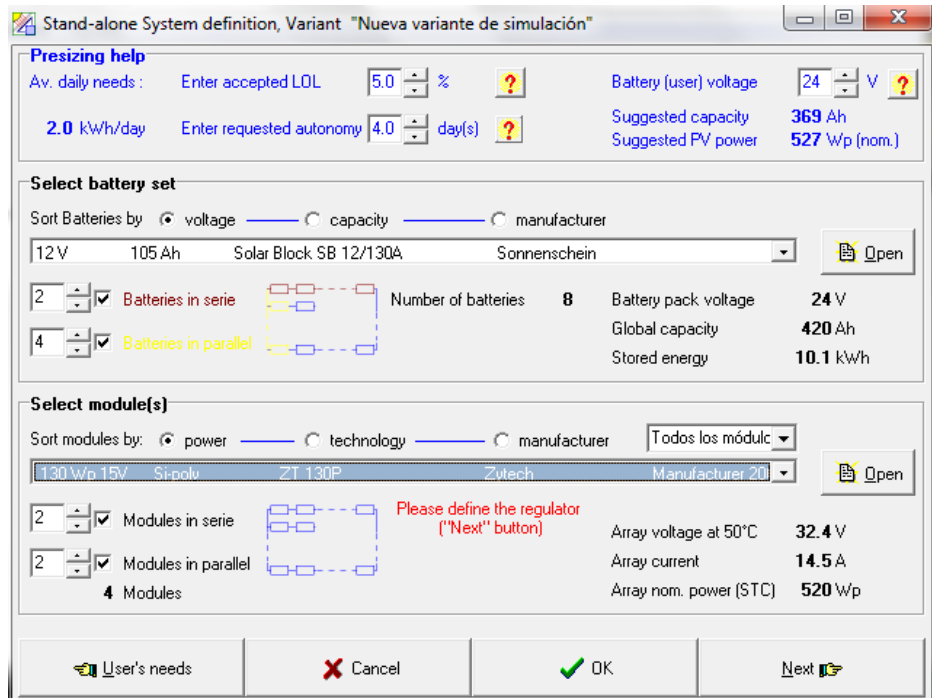 Stand-alone System definition, Variant "Nueva variante de simulación"
Presizing help
Av. daily needs : Enter accepted LOL 5.0 % ? Battery (user) voltage 24 V ?
Suggested capacity 369 Ah
2.0 kWh/day Enter requested autonomy 4.0 day(s) ? Suggested PV power 527 Wp (nom.)
Select battery set
Sort Batteries by voltage capacity manufacturer
12 V 105 Ah Solar Block SB 12/130A Sonnenschein Open
2 Batteries in serie Number of batteries 8 Battery pack voltage 24 V
Global capacity 420 Ah
4 Batteries in parallel Stored energy 10.1 kWh
Select module(s)
Sort modules by: power technology manufacturer Todos los módulc
130 Wp 15V Si-poly ZT 130P Zytech Manufacturer Open
2 Modules in serie Please define the regulator
("Next" button) Array voltage at 50°C 32.4 V
2 Modules in parallel Array current 14.5 A
4 Modules Array nom. power (STC) 520 Wp
User's needs Cancel OK Next